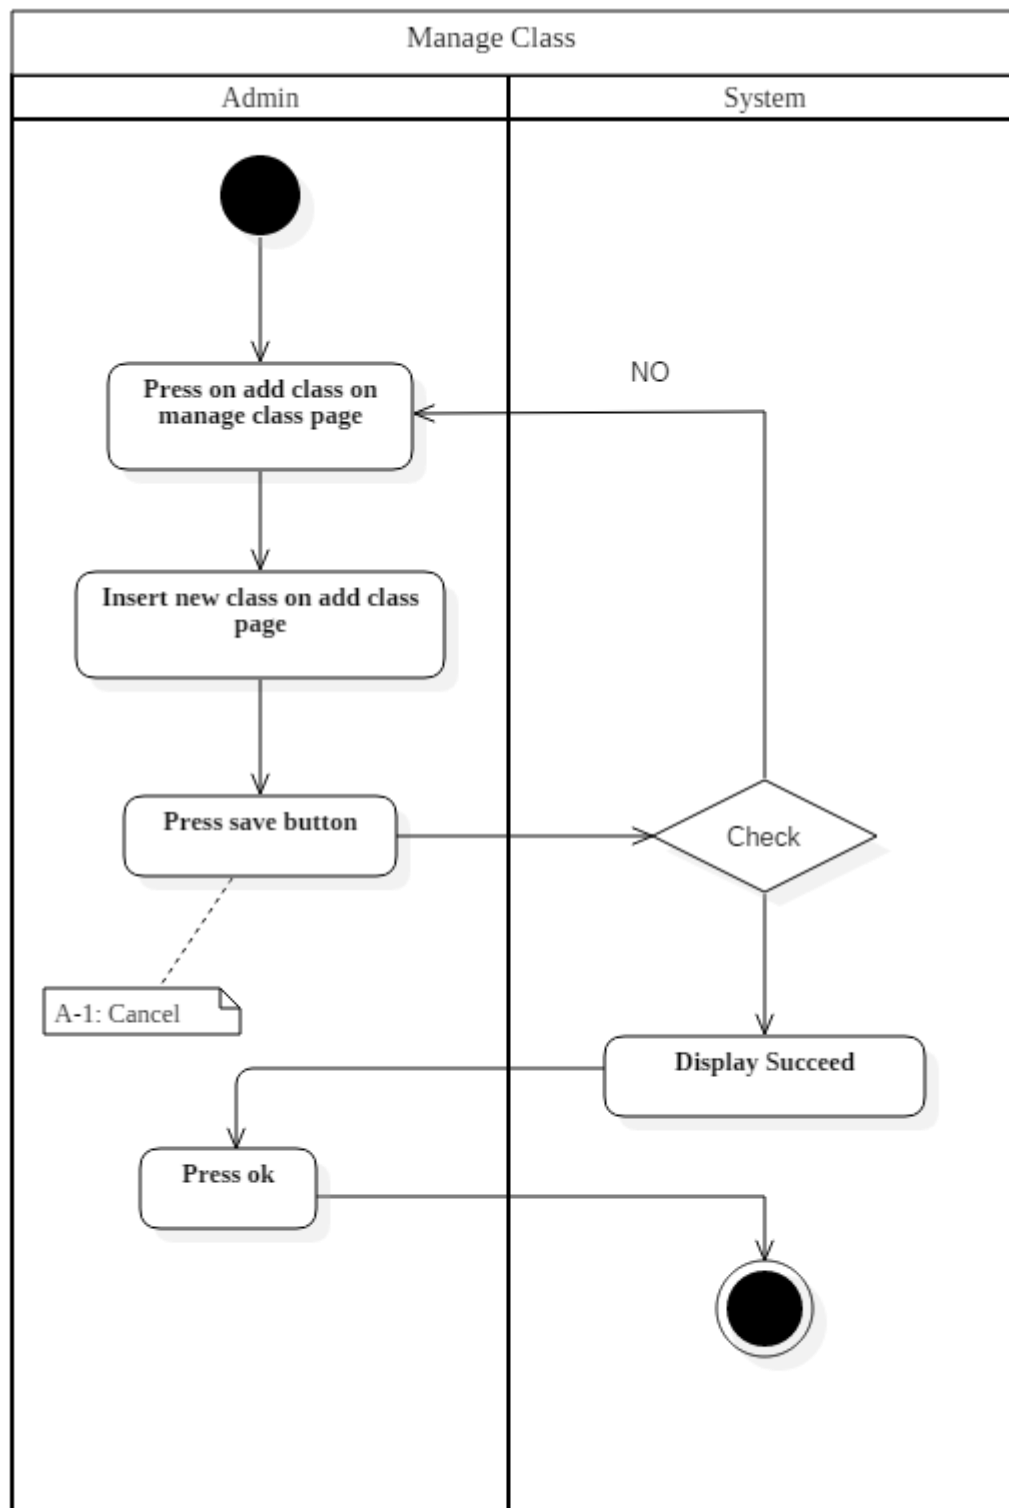 Manage Class
Admin
System
NO
Press on add class on
manage class page
Insert new class on add class
page
Press save button
Check
A-1: Cancel
Display Succeed
Press ok